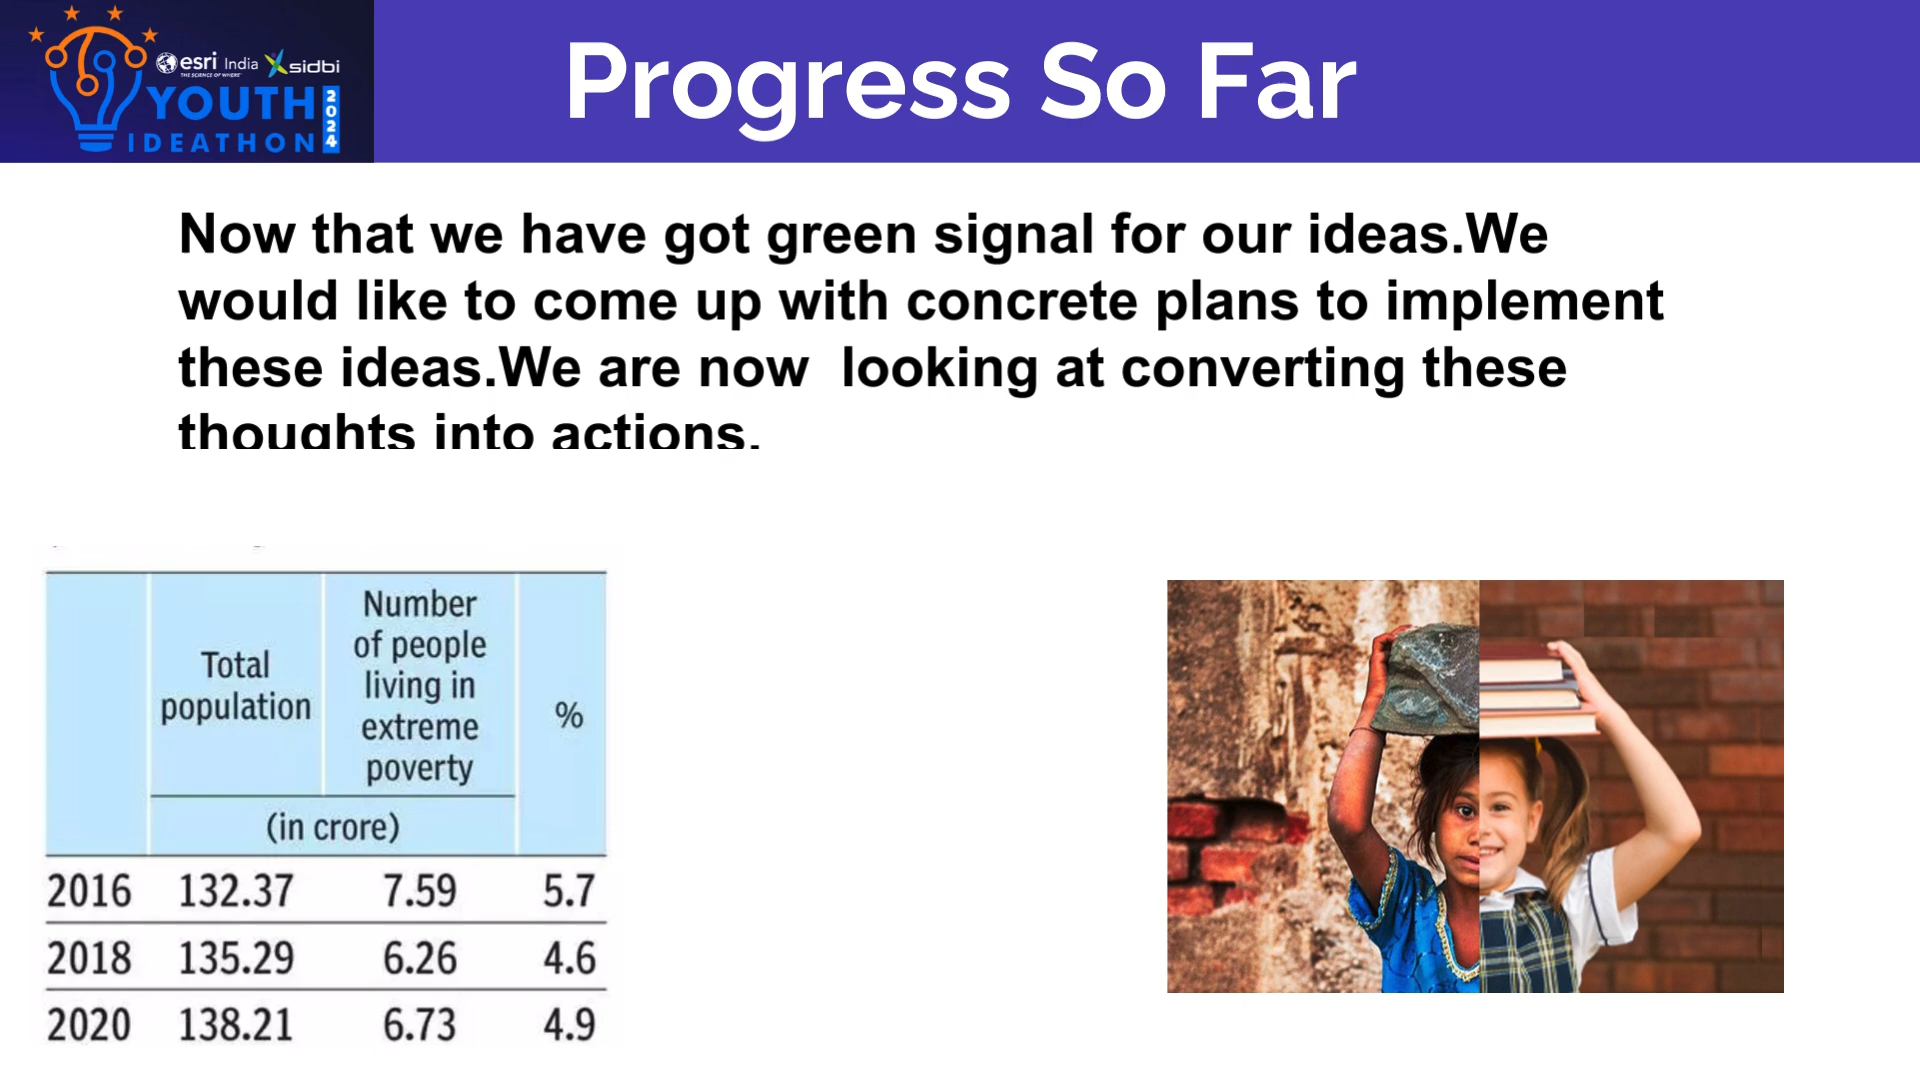 esri India
THE SCIENCE OF WHERE
sidbi
YOUTH
2024
IDEATHON
Progress So Far
Now that we have got green signal for our ideas.We
would like to come up with concrete plans to implement
these ideas.We are now  looking at converting these
thoughts into actions.
Total population
Number of people living in extreme poverty
%
(in crore)
2016 132.37 7.59 5.7
2018 135.29 6.26 4.6
2020 138.21 6.73 4.9